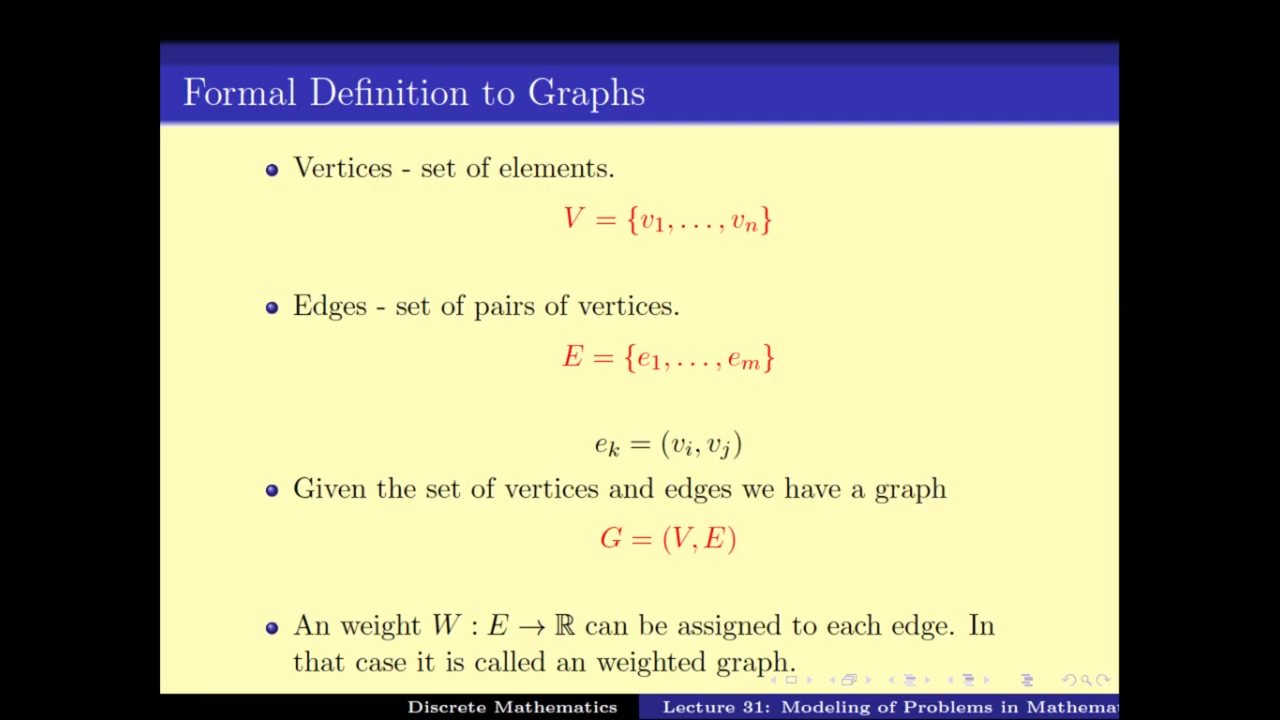 Formal Definition to Graphs
Vertices - set of elements.
V = {v₁, . . . , vₙ}
Edges - set of pairs of vertices.
E = {e₁, . . . , eₘ}
eₖ = (vᵢ, vⱼ)
Given the set of vertices and edges we have a graph
G = (V, E)
An weight W : E → ℝ can be assigned to each edge. In
that case it is called an weighted graph.
Discrete Mathematics
Lecture 31: Modeling of Problems in Mathema